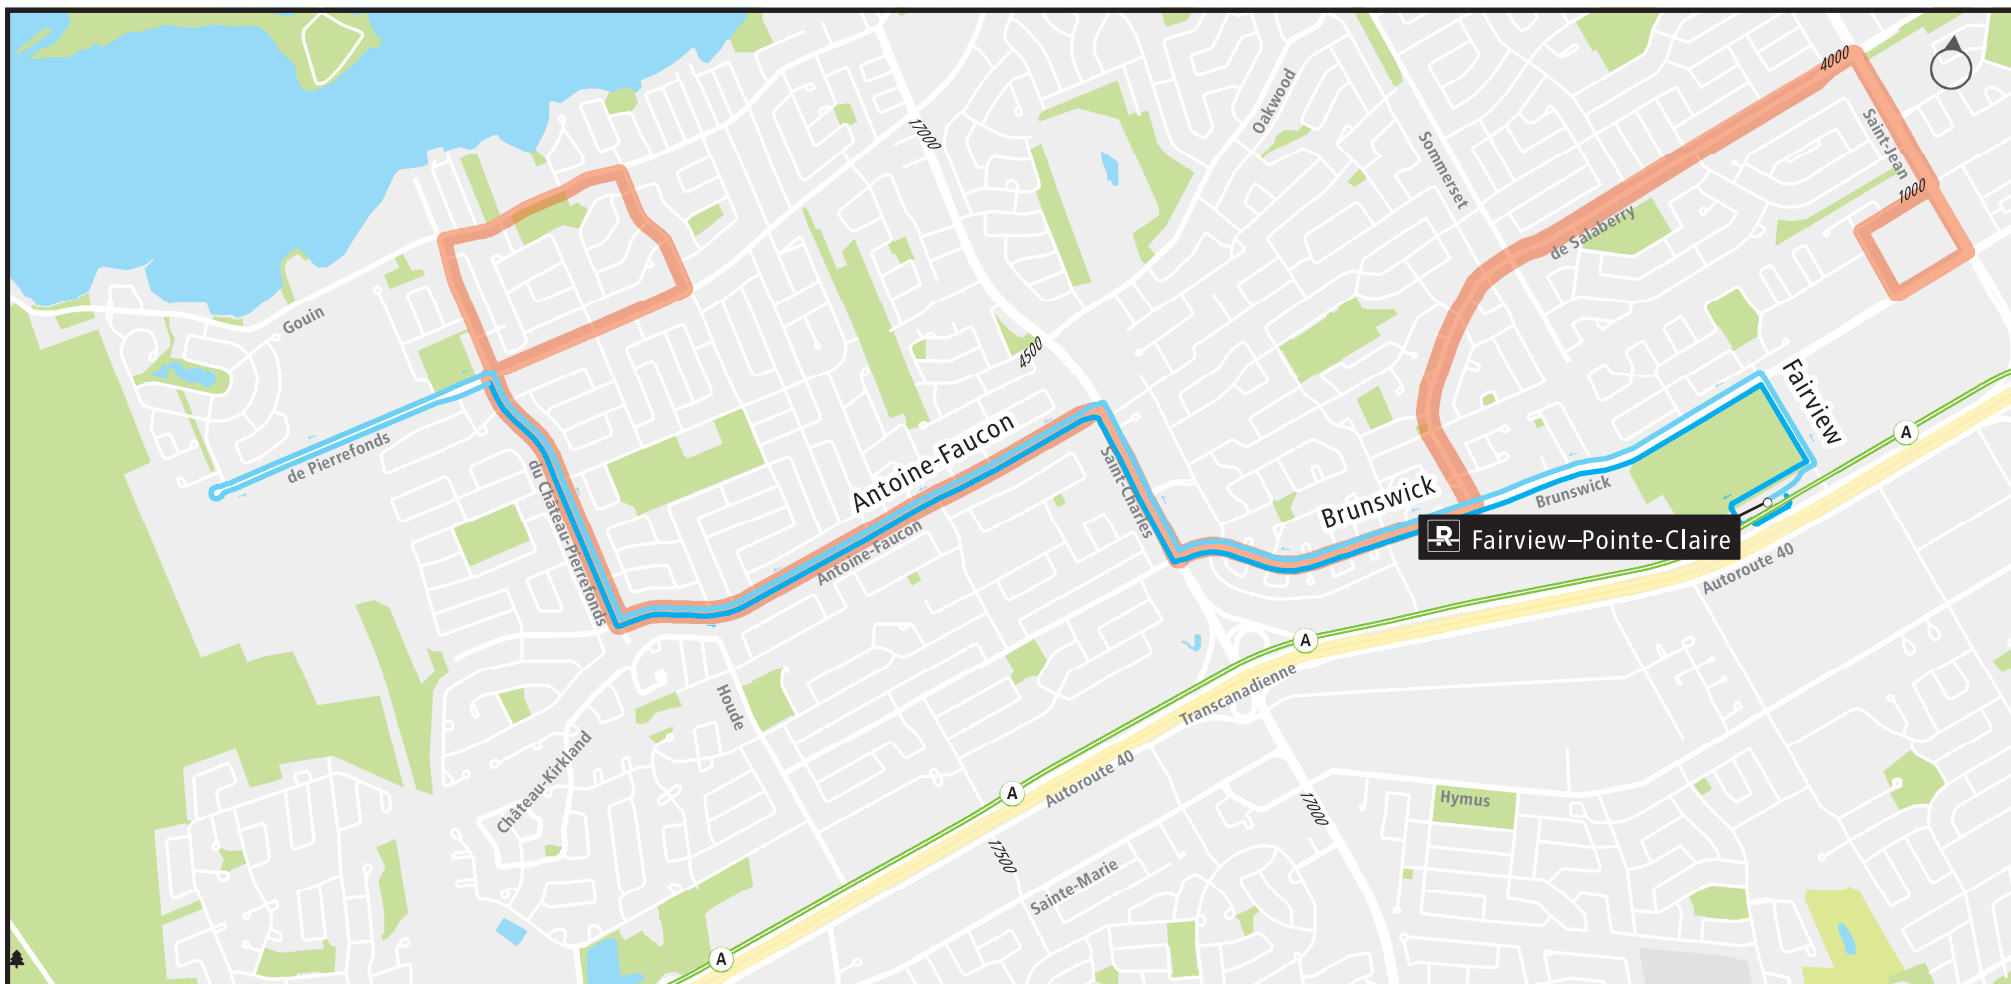 4000
Saint-Jean
1000
Oakwood
17000
Sommerset
de Salaberry
Gouin
4500
Fairview
de Pierrefonds
Antoine-Faucon
A
Saint-Charles
Brunswick
Brunswick
R Fairview–Pointe-Claire
du Château-Pierrefonds
Antoine-Faucon
Autoroute 40
A
Transcanadienne
Houde
Château-Kirkland
Autoroute 40
A
Hymus
17000
17500
Sainte-Marie
A